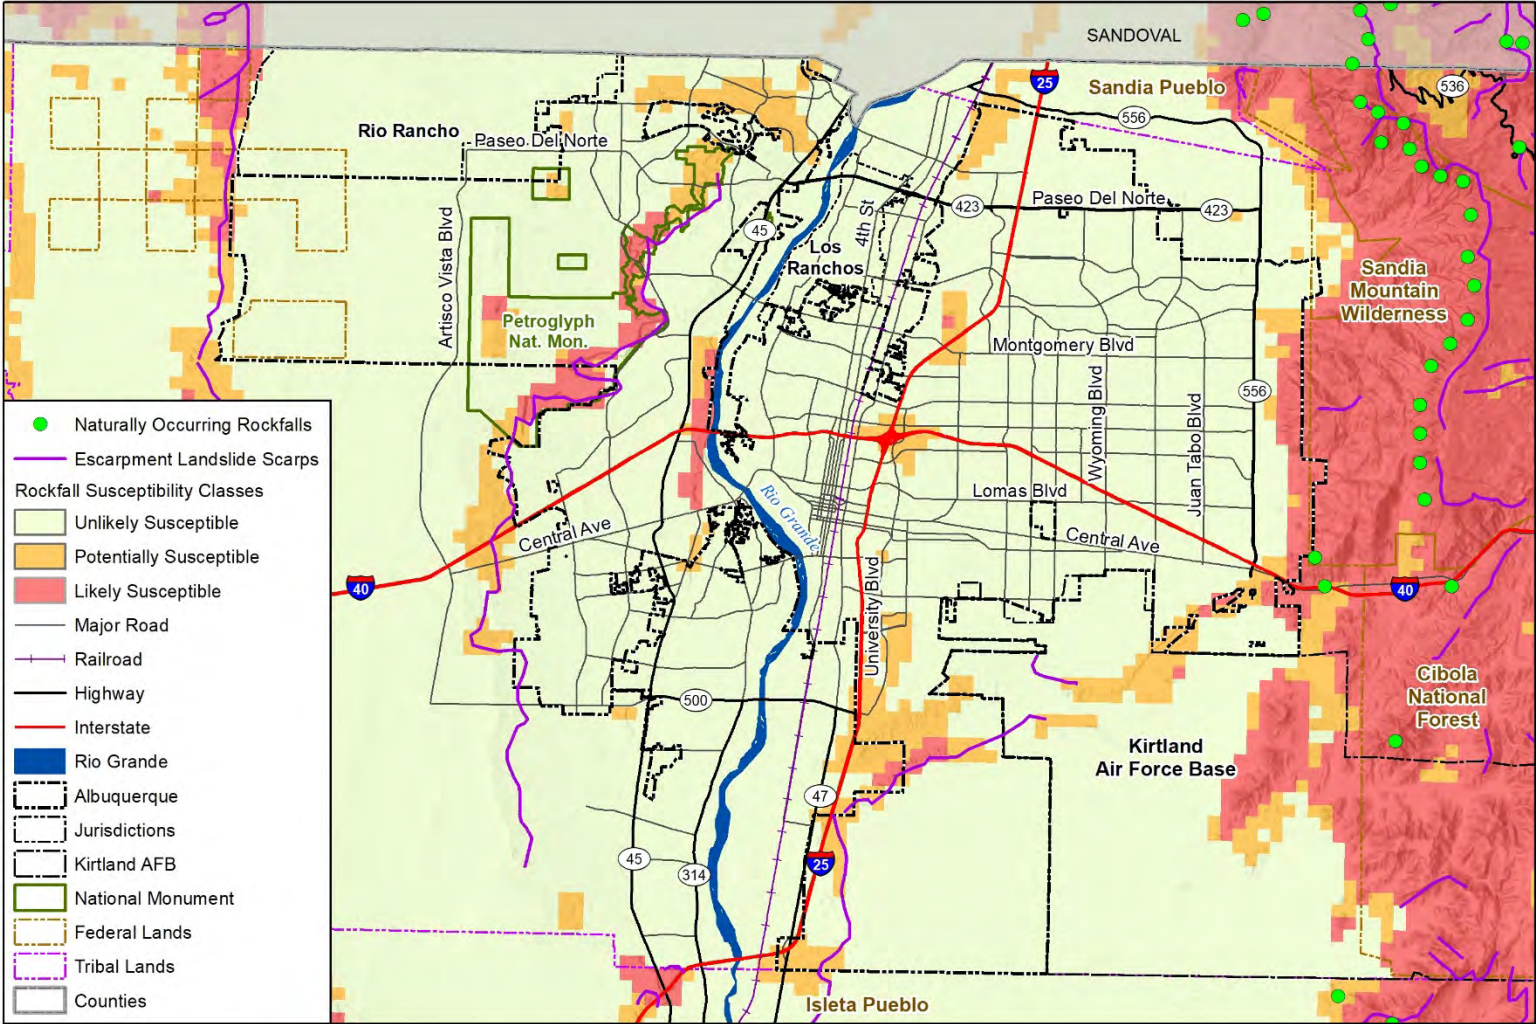 SANDOVAL
25
Sandia Pueblo
536
556
Rio Rancho
Paseo Del Norte
Paseo Del Norte
423
423
Artisco Vista Blvd
45
4th St
Los
Ranchos
Sandia
Mountain
Wilderness
Petroglyph
Nat. Mon.
Montgomery Blvd
556
Wyoming Blvd
Juan Tabo Blvd
Lomas Blvd
Rio Grande
Central Ave
Central Ave
40
40
University Blvd
500
Cibola
National
Forest
Kirtland
Air Force Base
47
45
314
25
Isleta Pueblo
Naturally Occurring Rockfalls
Escarpment Landslide Scarps
Rockfall Susceptibility Classes
Unlikely Susceptible
Potentially Susceptible
Likely Susceptible
Major Road
Railroad
Highway
Interstate
Rio Grande
Albuquerque
Jurisdictions
Kirtland AFB
National Monument
Federal Lands
Tribal Lands
Counties